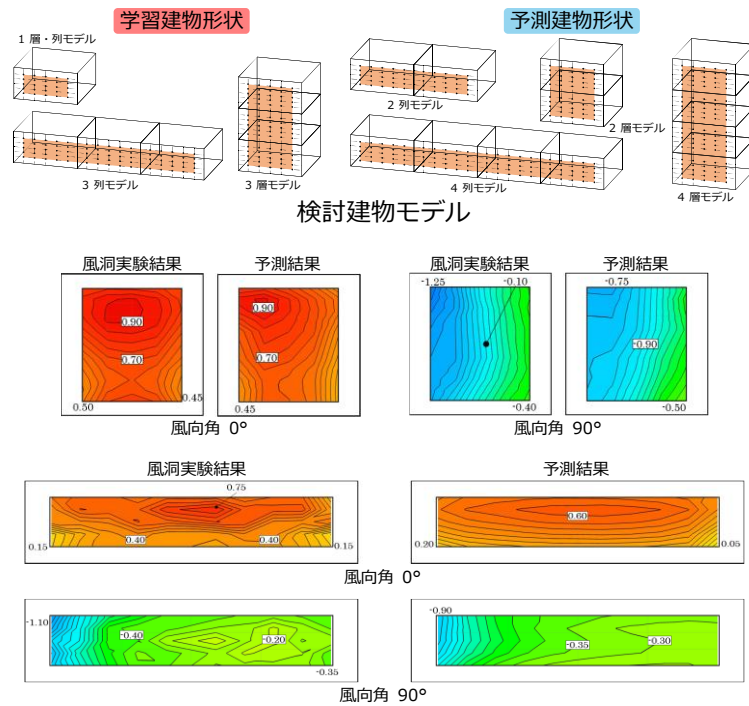 学習建物形状
予測建物形状
1 層・列モデル
2 列モデル
2 層モデル
3 列モデル
3 層モデル
4 列モデル
4 層モデル
検討建物モデル
風洞実験結果
予測結果
風洞実験結果
予測結果
-1.25
-0.10
-0.75
0.90
0.90
0.70
0.70
-0.90
0.50
0.45
0.45
-0.40
-0.50
風向角 0°
風向角 90°
風洞実験結果
予測結果
0.75
0.60
0.15
0.40
0.40
0.15
0.20
0.05
風向角 0°
-1.10
-0.40
-0.20
-0.35
-0.90
-0.35
-0.30
風向角 90°